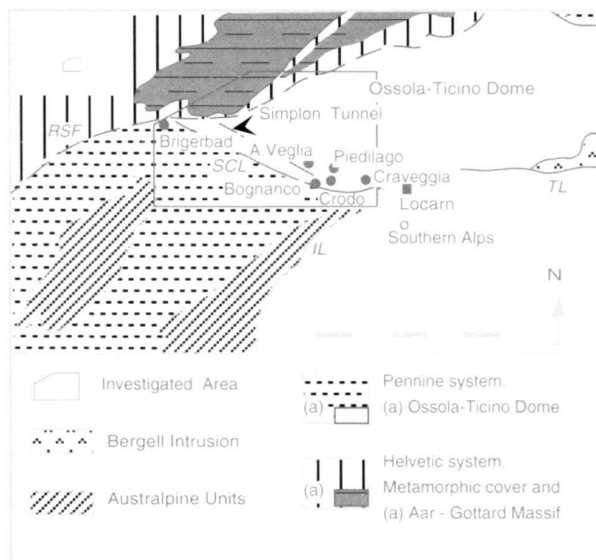 Ossola-Ticino Dome
Simplon Tunnel
RSF
Brigerbad
A.Veglia
Piedilago
SCL
Craveggia
TL
Bognanco
Crodo
Locarn
Southern Alps
IL
N
Investigated Area
Bergell Intrusion
Australpine Units
Pennine system.
(a) (a) Ossola-Ticino Dome
Helvetic system.
(a) Metamorphic cover and
(a) Aar - Gottard Massif